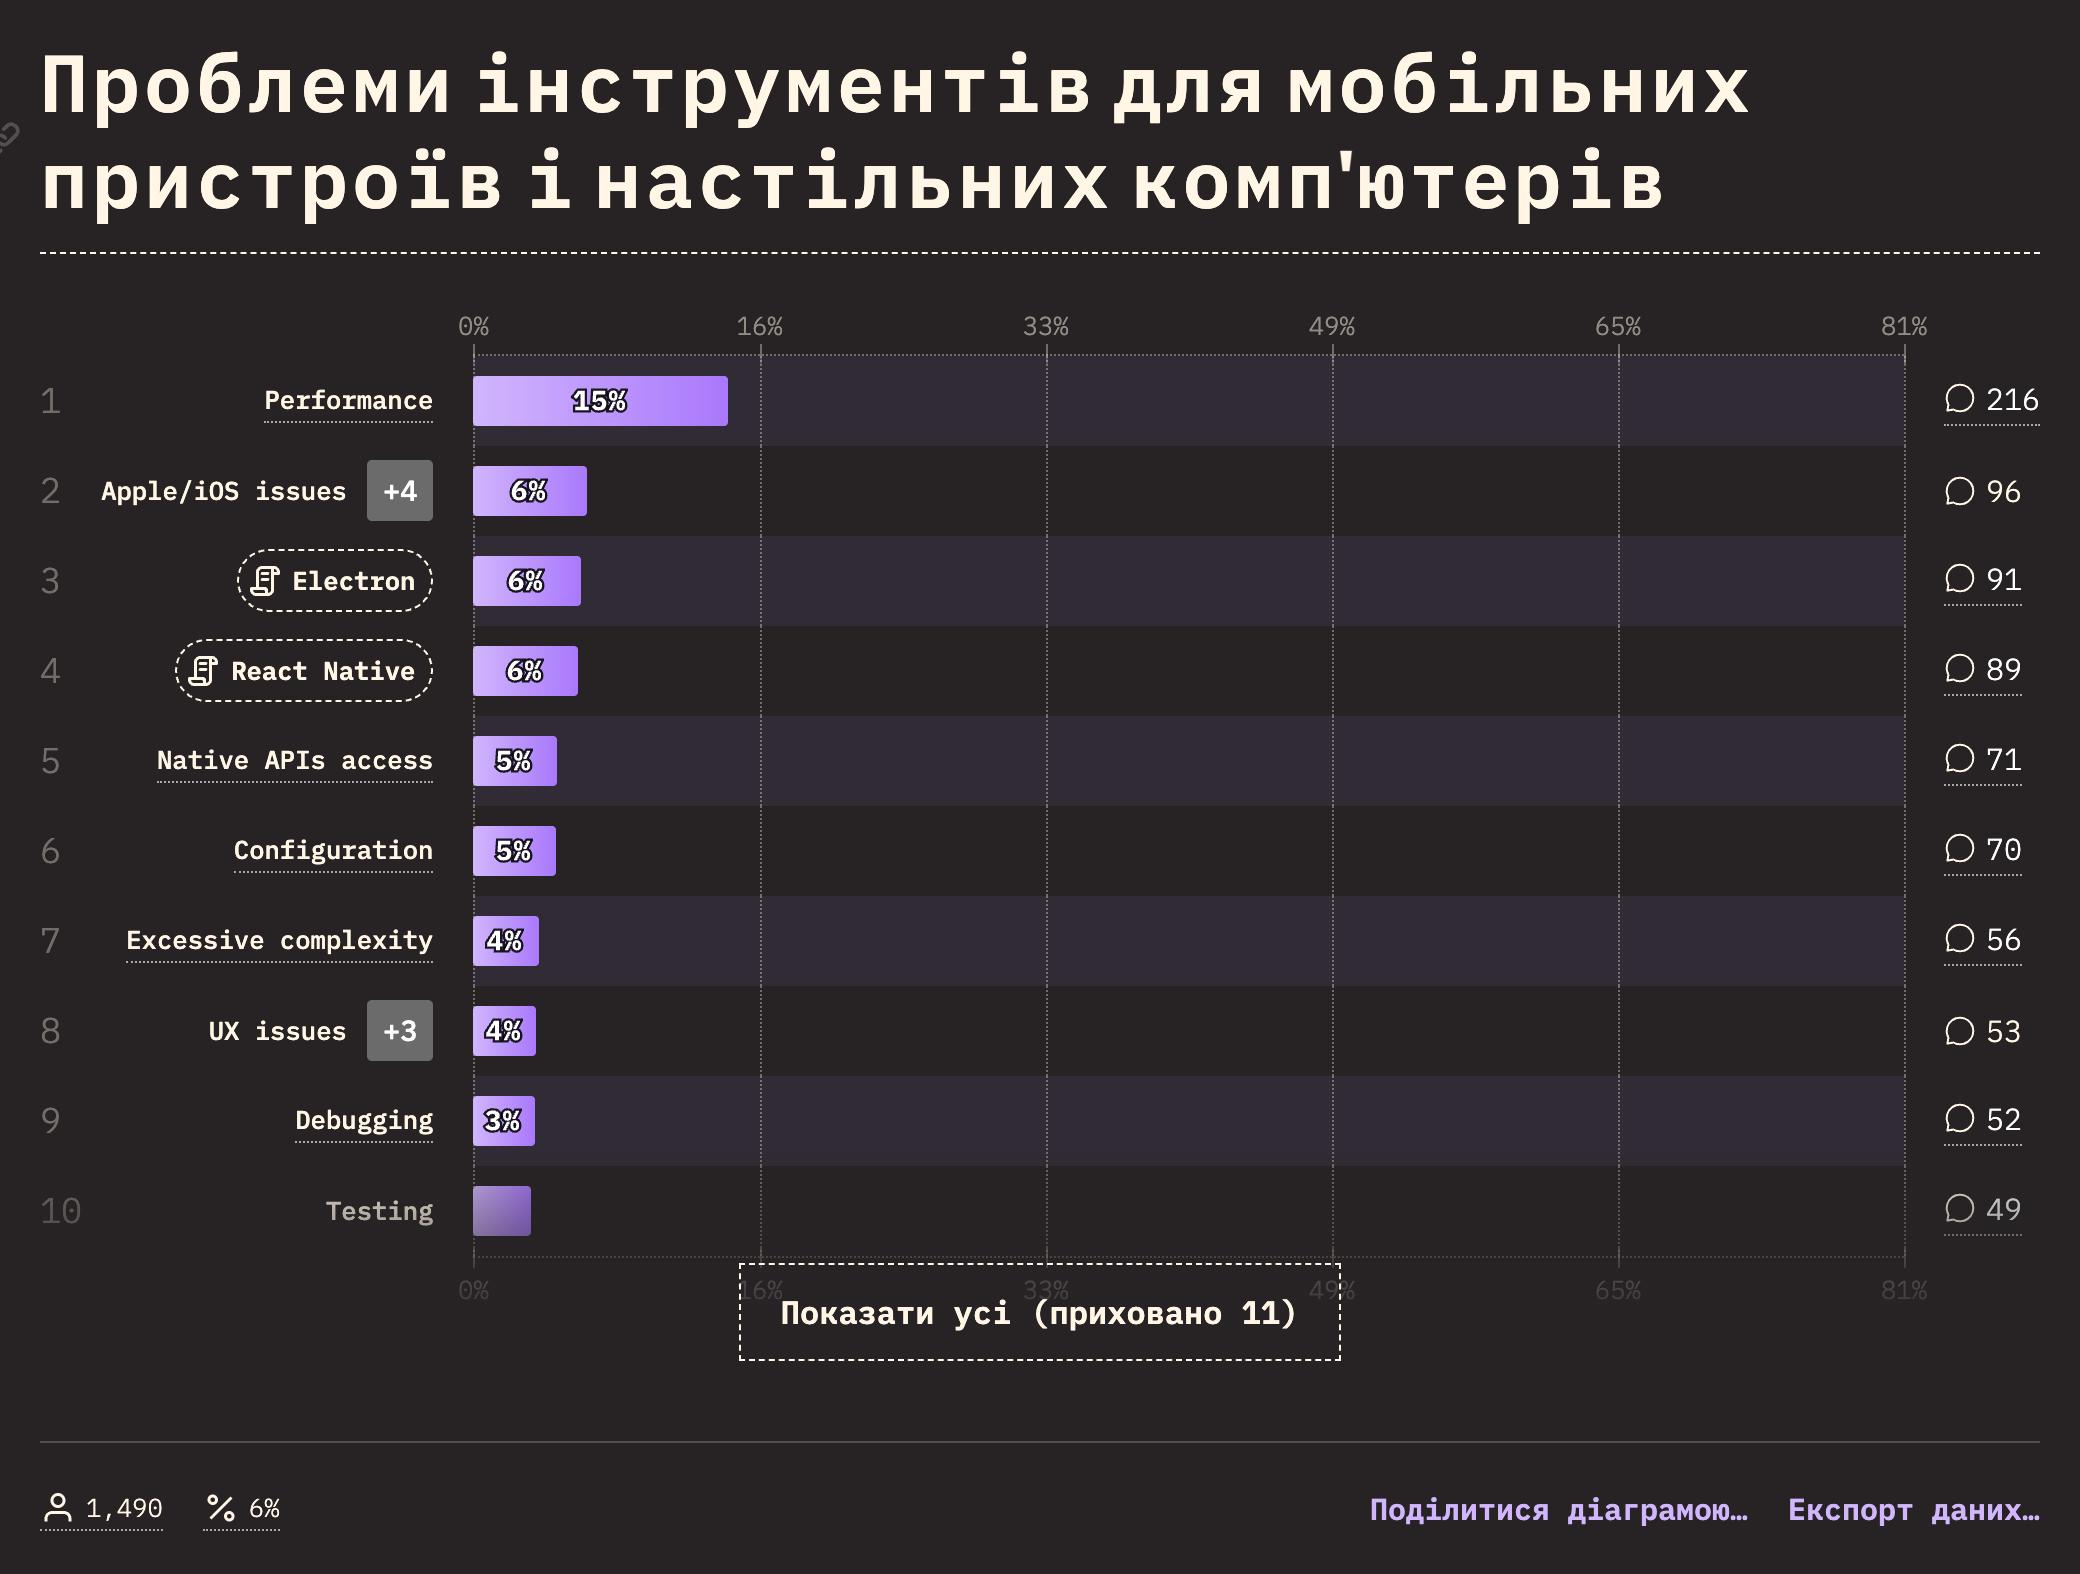 Проблеми інструментів для мобільних
пристроїв і настільних комп'ютерів
0% 16% 33% 49% 65% 81%
1 Performance 15% 216
2 Apple/iOS issues +4 6% 96
3 Electron 6% 91
4 React Native 6% 89
5 Native APIs access 5% 71
6 Configuration 5% 70
7 Excessive complexity 4% 56
8 UX issues +3 4% 53
9 Debugging 3% 52
10 Testing 49
0% 16% 33% 49% 65% 81%
Показати усі (приховано 11)
1,490 6% Поділитися діаграмою… Експорт даних…